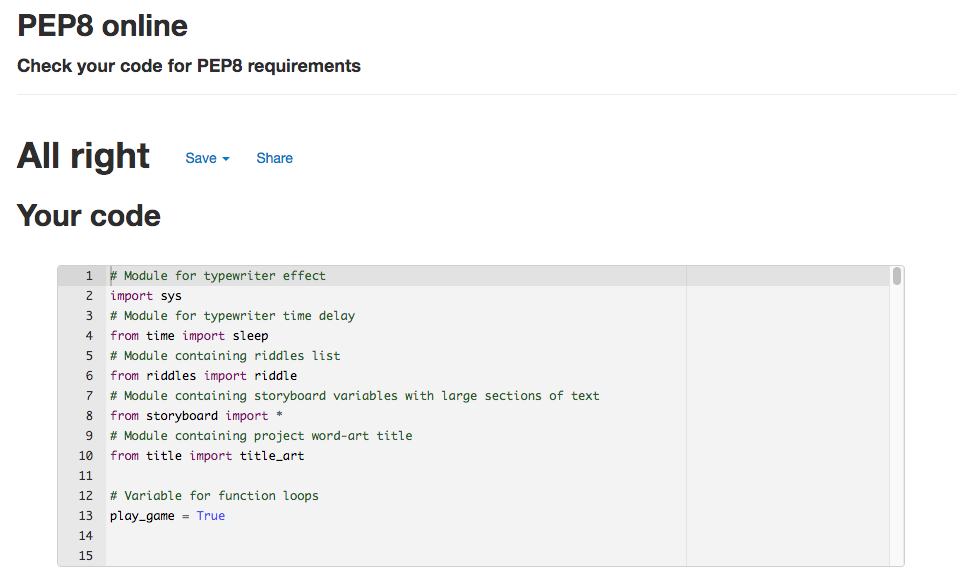 PEP8 online
Check your code for PEP8 requirements
All right Save Share
Your code
1 # Module for typewriter effect
2 import sys
3 # Module for typewriter time delay
4 from time import sleep
5 # Module containing riddles list
6 from riddles import riddle
7 # Module containing storyboard variables with large sections of text
8 from storyboard import *
9 # Module containing project word-art title
10 from title import title_art
11
12 # Variable for function loops
13 play_game = True
14
15